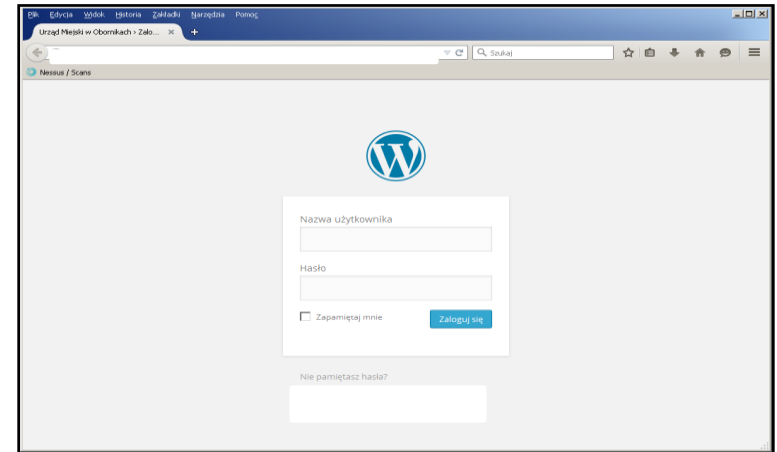 Plik Edycja Widok Historia Zakładki Narzędzia Pomoc
Urząd Miejski w Obornikach › Zalo... × +
Szukaj
Nessus / Scans
W
Nazwa użytkownika
Hasło
Zapamiętaj mnie Zaloguj się
Nie pamiętasz hasła?